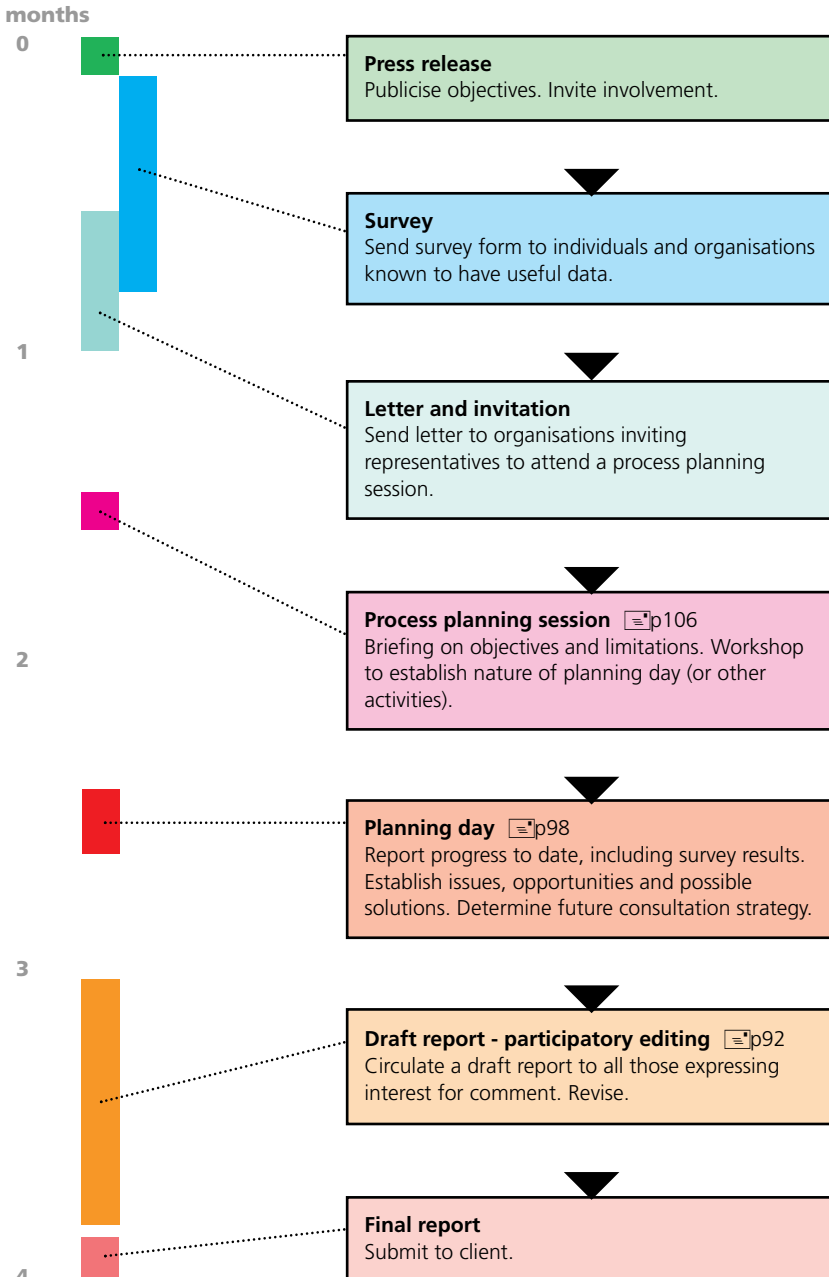 months
0
Press release
Publicise objectives. Invite involvement.
Survey
Send survey form to individuals and organisations
known to have useful data.
1
Letter and invitation
Send letter to organisations inviting
representatives to attend a process planning
session.
Process planning session p106
Briefing on objectives and limitations. Workshop
to establish nature of planning day (or other
activities).
2
Planning day p98
Report progress to date, including survey results.
Establish issues, opportunities and possible
solutions. Determine future consultation strategy.
3
Draft report - participatory editing p92
Circulate a draft report to all those expressing
interest for comment. Revise.
Final report
Submit to client.
4